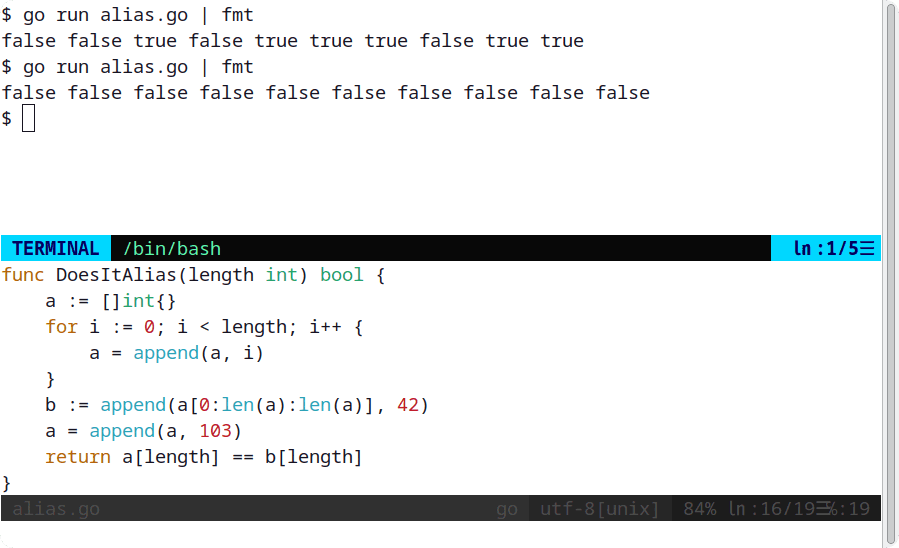 $ go run alias.go | fmt
false false true false true true true false true true
$ go run alias.go | fmt
false false false false false false false false false false
$
TERMINAL /bin/bash ln:1/5☰
func DoesItAlias(length int) bool {
    a := []int{}
    for i := 0; i < length; i++ {
        a = append(a, i)
    }
    b := append(a[0:len(a):len(a)], 42)
    a = append(a, 103)
    return a[length] == b[length]
}
alias.go go utf-8[unix] 84% ln:16/19☰℅:19